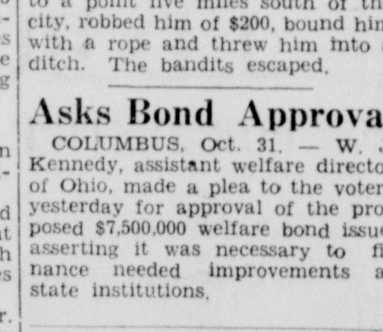 to a point five miles south of th
city, robbed him of $200, bound him
with a rope and threw him into a
ditch. The bandits escaped.
Asks Bond Approva
COLUMBUS, Oct. 31. — W.
Kennedy, assistant welfare directo
of Ohio, made a plea to the voter
yesterday for approval of the pro
posed $7,500,000 welfare bond issue
asserting it was necessary to fi
nance needed improvements a
state institutions.